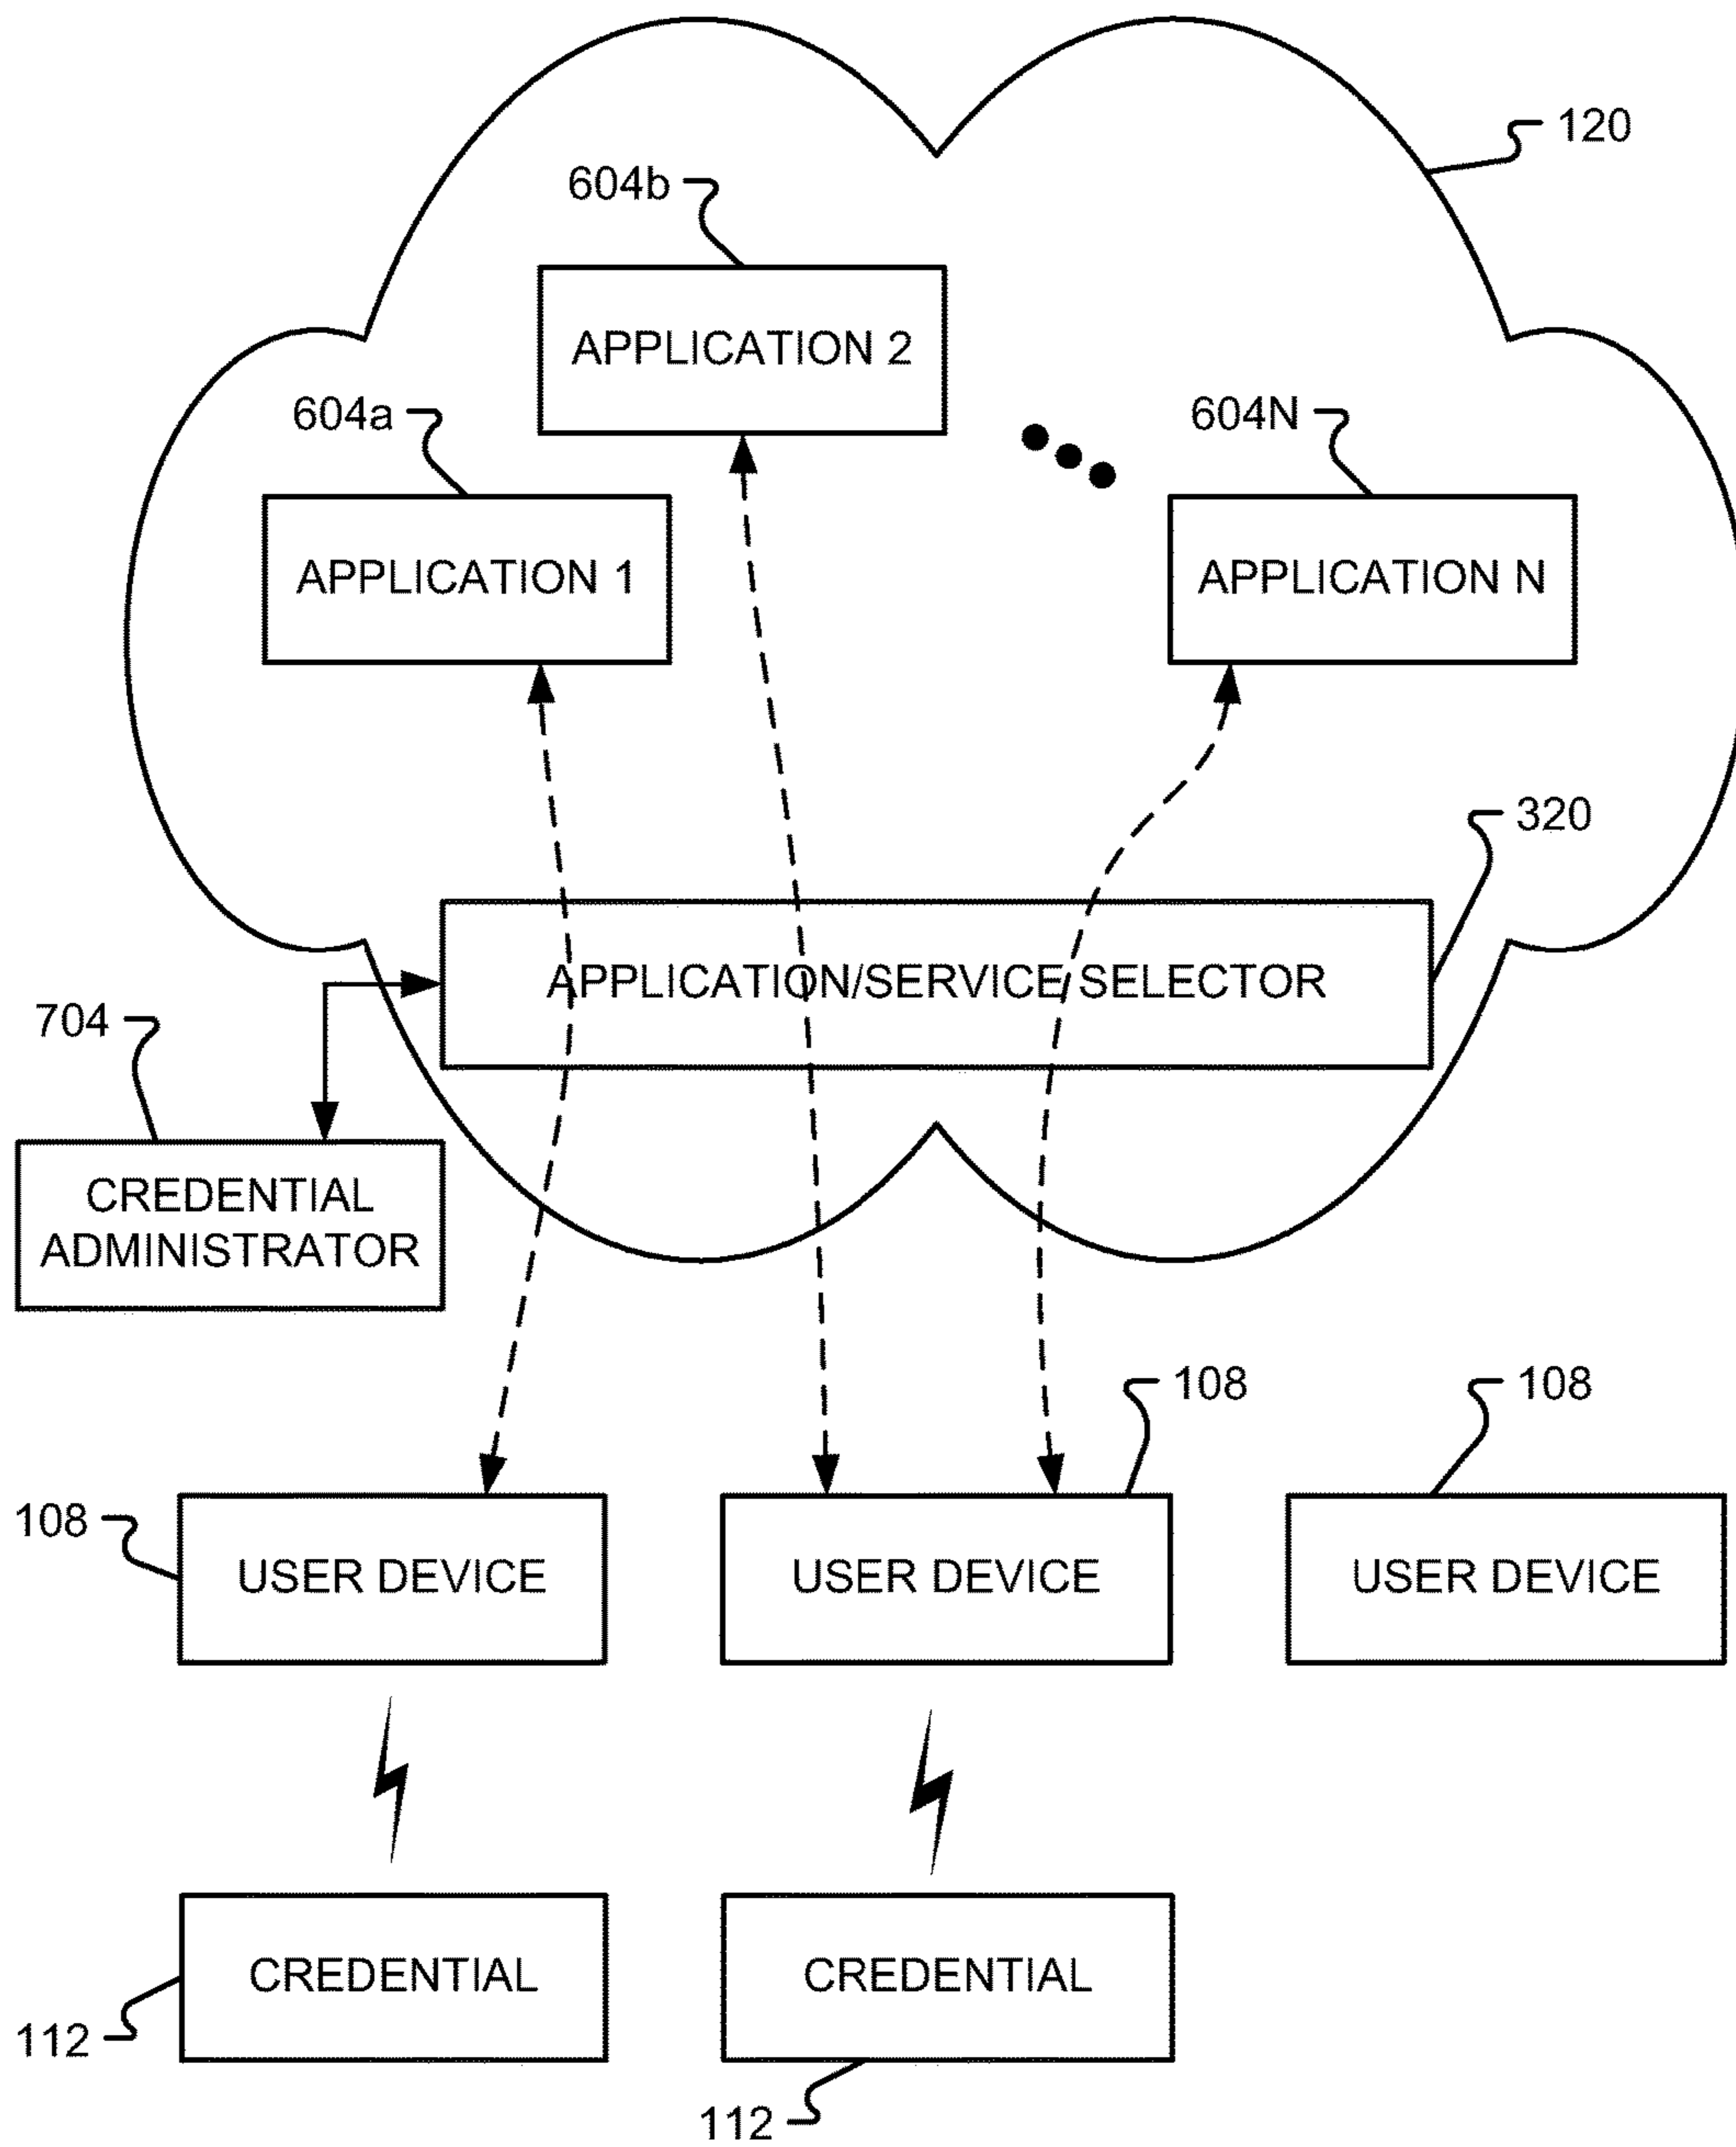 120
604b
APPLICATION 2
604a
604N
APPLICATION 1
APPLICATION N
320
APPLICATION/SERVICE SELECTOR
704
CREDENTIAL
ADMINISTRATOR
108
108
108
USER DEVICE
USER DEVICE
USER DEVICE
CREDENTIAL
CREDENTIAL
112
112